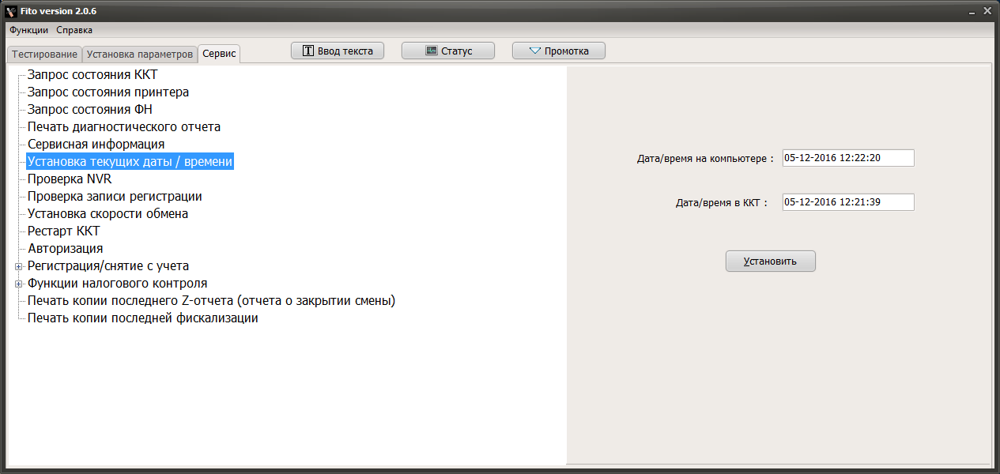 Fito version 2.0.6
Функции Справка
Тестирование Установка параметров Сервис Ввод текста Статус Промотка
Запрос состояния ККТ
Запрос состояния принтера
Запрос состояния ФН
Печать диагностического отчета
Сервисная информация
Установка текущих даты / времени
Проверка NVR
Проверка записи регистрации
Установка скорости обмена
Рестарт ККТ
Авторизация
Регистрация/снятие с учета
Функции налогового контроля
Печать копии последнего Z-отчета (отчета о закрытии смены)
Печать копии последней фискализации
Дата/время на компьютере : 05-12-2016 12:22:20
Дата/время в ККТ : 05-12-2016 12:21:39
Установить